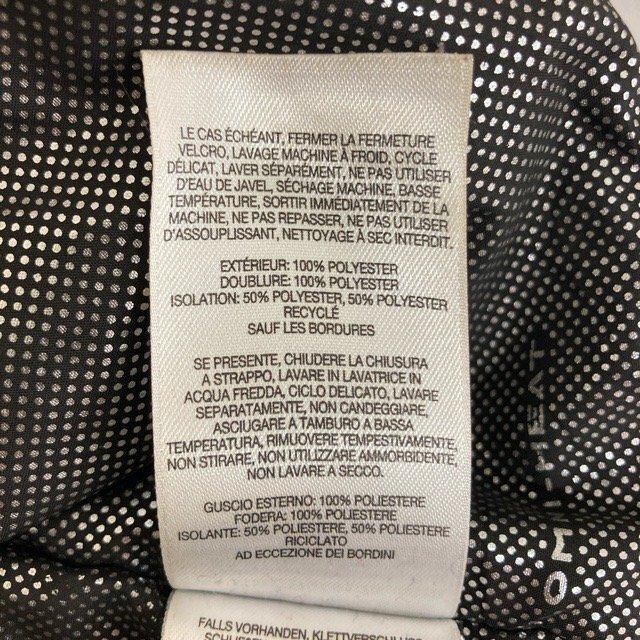 LE CAS ÉCHÉANT, FERMER LA FERMETURE
VELCRO, LAVAGE MACHINE À FROID, CYCLE
DÉLICAT, LAVER SÉPARÉMENT, NE PAS UTILISER
D'EAU DE JAVEL, SÉCHAGE MACHINE, BASSE
TEMPÉRATURE, SORTIR IMMÉDIATEMENT DE LA
MACHINE, NE PAS REPASSER, NE PAS UTILISER
D'ASSOUPLISSANT, NETTOYAGE À SEC INTERDIT.
EXTÉRIEUR: 100% POLYESTER
DOUBLURE: 100% POLYESTER
ISOLATION: 50% POLYESTER, 50% POLYESTER
RECYCLÉ
SAUF LES BORDURES
SE PRESENTE, CHIUDERE LA CHIUSURA
A STRAPPO, LAVARE IN LAVATRICE IN
ACQUA FREDDA, CICLO DELICATO, LAVARE
SEPARATAMENTE, NON CANDEGGIARE,
ASCIUGARE A TAMBURO A BASSA
TEMPERATURA, RIMUOVERE TEMPESTIVAMENTE,
NON STIRARE, NON UTILIZZARE AMMORBIDENTE,
NON LAVARE A SECCO.
GUSCIO ESTERNO: 100% POLIESTERE
FODERA: 100% POLIESTERE
ISOLANTE: 50% POLIESTERE, 50% POLIESTERE
RICICLATO
AD ECCEZIONE DEI BORDINI
FALLS VORHANDEN, KLETTVERSCHLUSS
-HEAT
OM